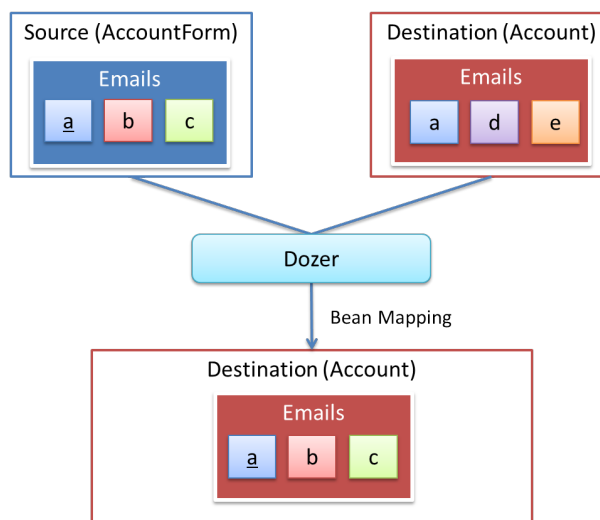 Source (AccountForm)
Emails
a
b
c
Destination (Account)
Emails
a
d
e
Dozer
Bean Mapping
Destination (Account)
Emails
a
b
c